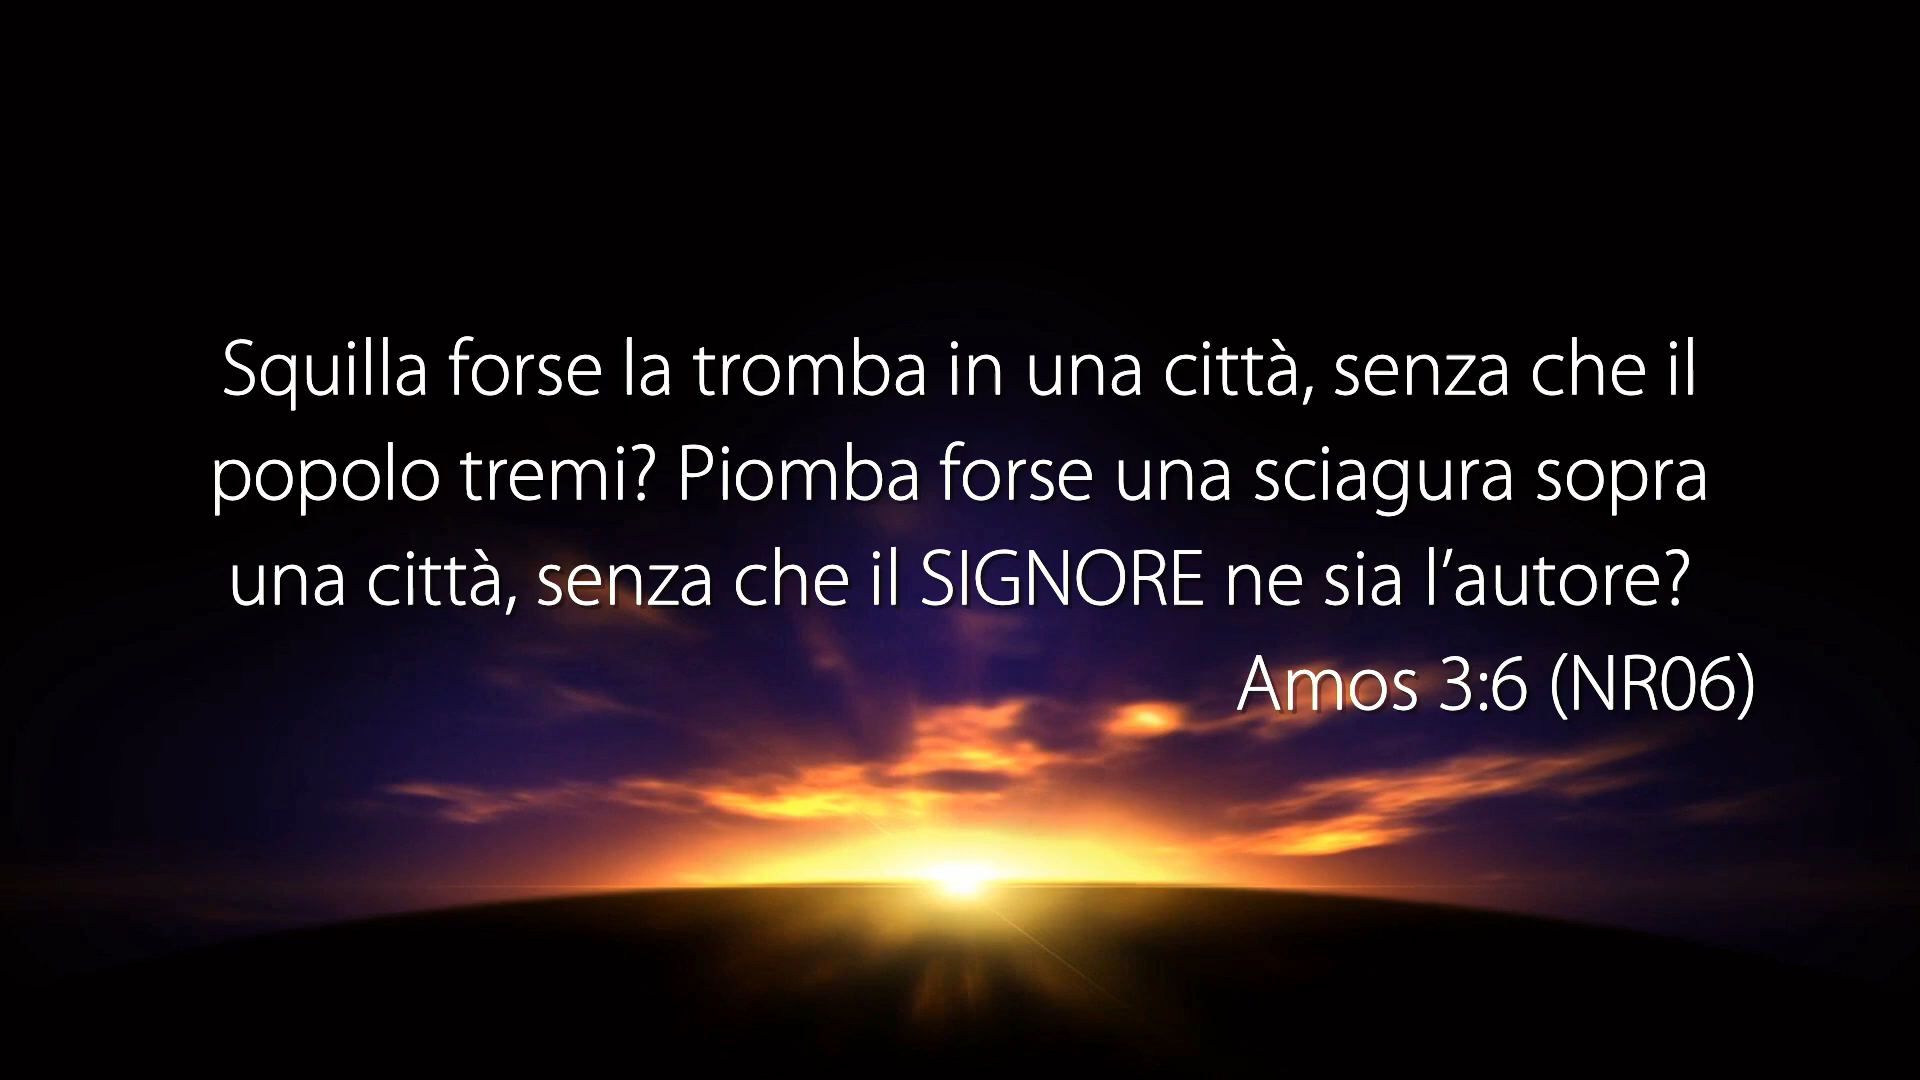 Squilla forse la tromba in una città, senza che il
popolo tremi? Piomba forse una sciagura sopra
una città, senza che il SIGNORE ne sia l’autore?
Amos 3:6 (NR06)